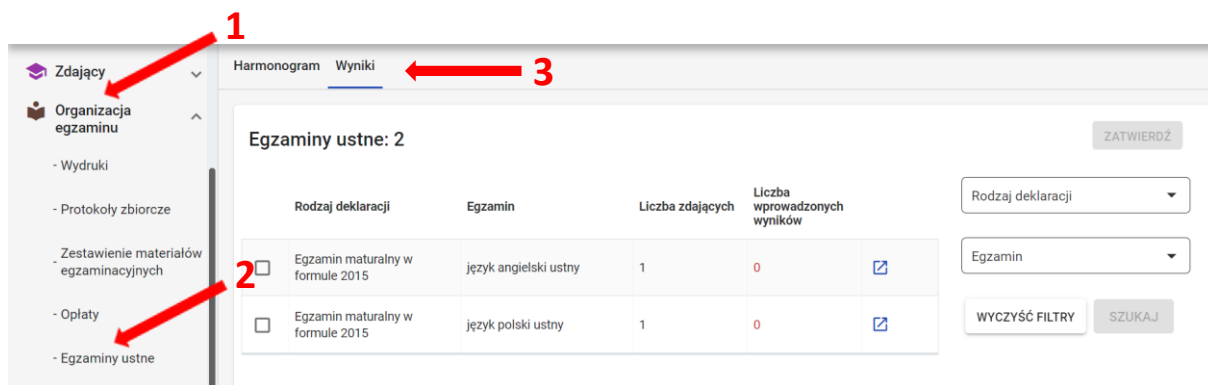 1
Zdający
Harmonogram Wyniki
3
Organizacja
egzaminu
Egzaminy ustne: 2
ZATWIERDŹ
- Wydruki
- Protokoły zbiorcze
Rodzaj deklaracji
Egzamin
Liczba zdających
Liczba
wprowadzonych
wyników
Rodzaj deklaracji
- Zestawienie materiałów
egzaminacyjnych
2
Egzamin maturalny w
formule 2015
język angielski ustny
1
0
Egzamin
- Opłaty
Egzamin maturalny w
formule 2015
język polski ustny
1
0
WYCZYŚĆ FILTRY
SZUKAJ
- Egzaminy ustne